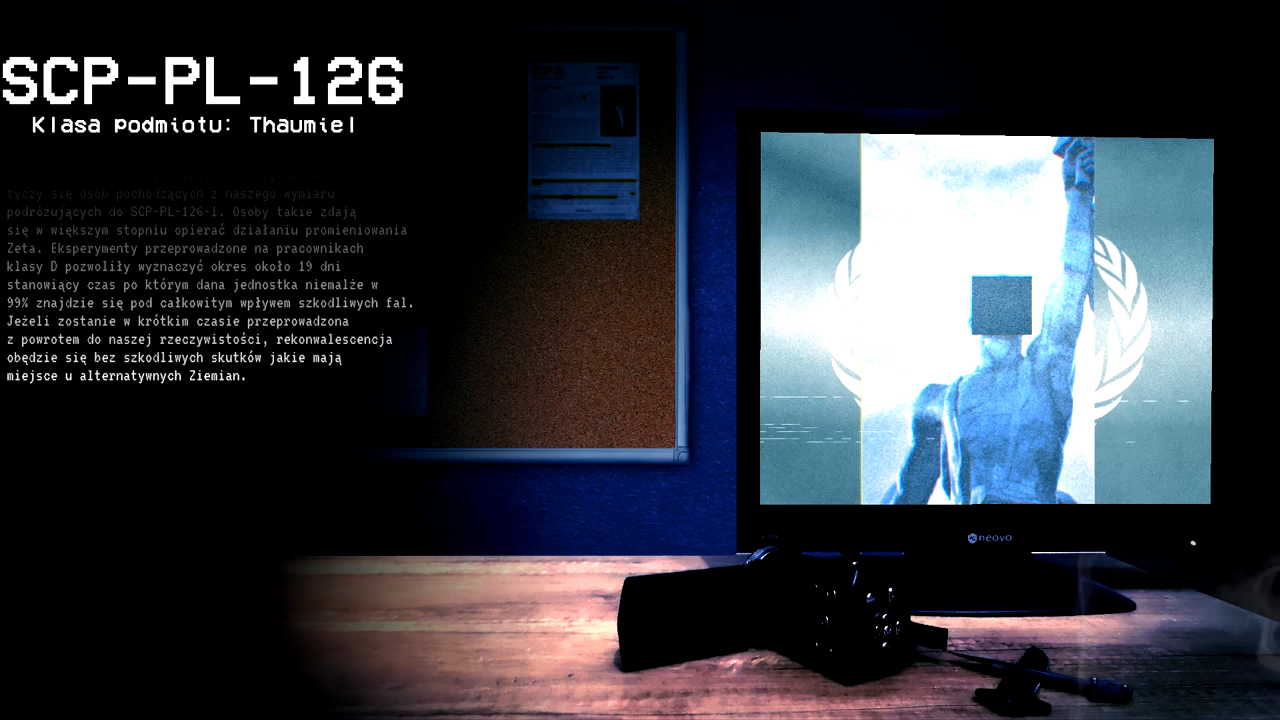 SCP-PL-126
Klasa podmiotu: Thaumiel
tyczy się osób pochodzących z naszego wymiaru
podróżujących do SCP-PL-126-1. Osoby takie zdają
się w większym stopniu opierać działaniu promieniowania
Zeta. Eksperymenty przeprowadzone na pracownikach
klasy D pozwoliły wyznaczyć okres około 19 dni
stanowiący czas po którym dana jednostka niemalże w
99% znajdzie się pod całkowitym wpływem szkodliwych fal.
Jeżeli zostanie w krótkim czasie przeprowadzona
z powrotem do naszej rzeczywistości, rekonwalescencja
obędzie się bez szkodliwych skutków jakie mają
miejsce u alternatywnych Ziemian.
neovo